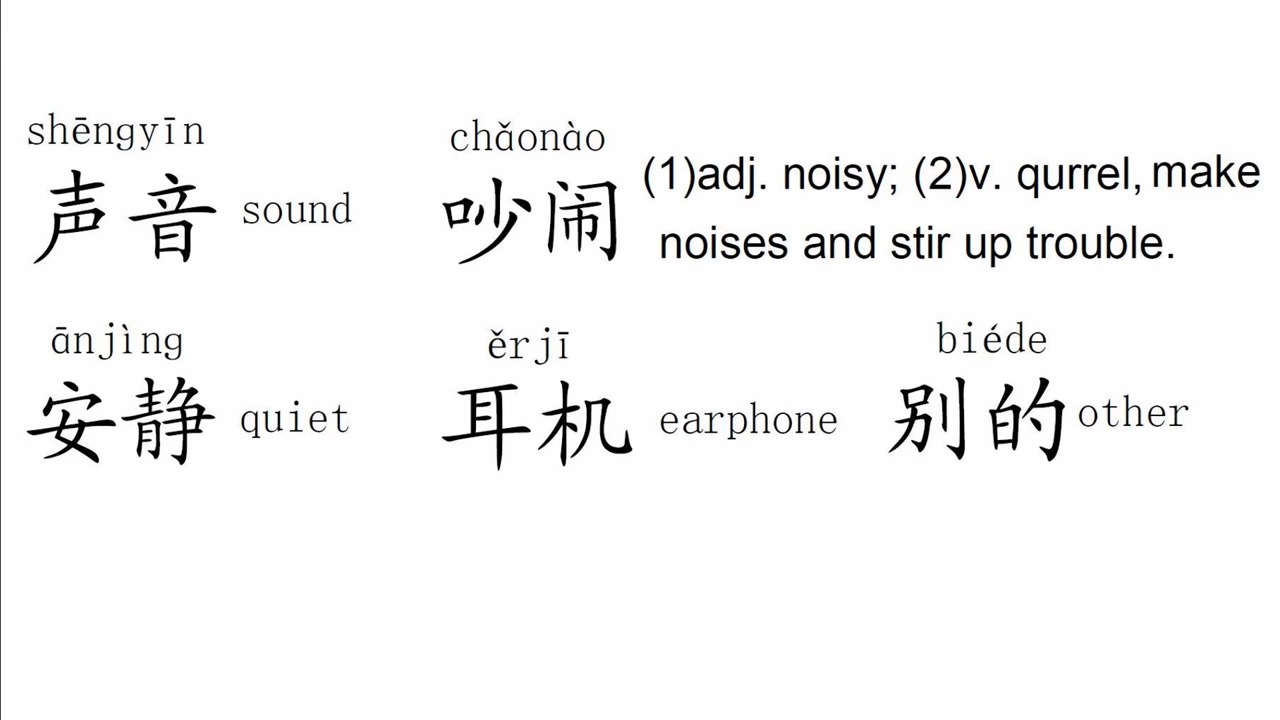 shēngyīn
声音 sound
chǎonào
吵闹 (1)adj. noisy; (2)v. qurrel, make
noises and stir up trouble.
ānjìng
安静 quiet
ěrjī
耳机 earphone
biéde
别的 other